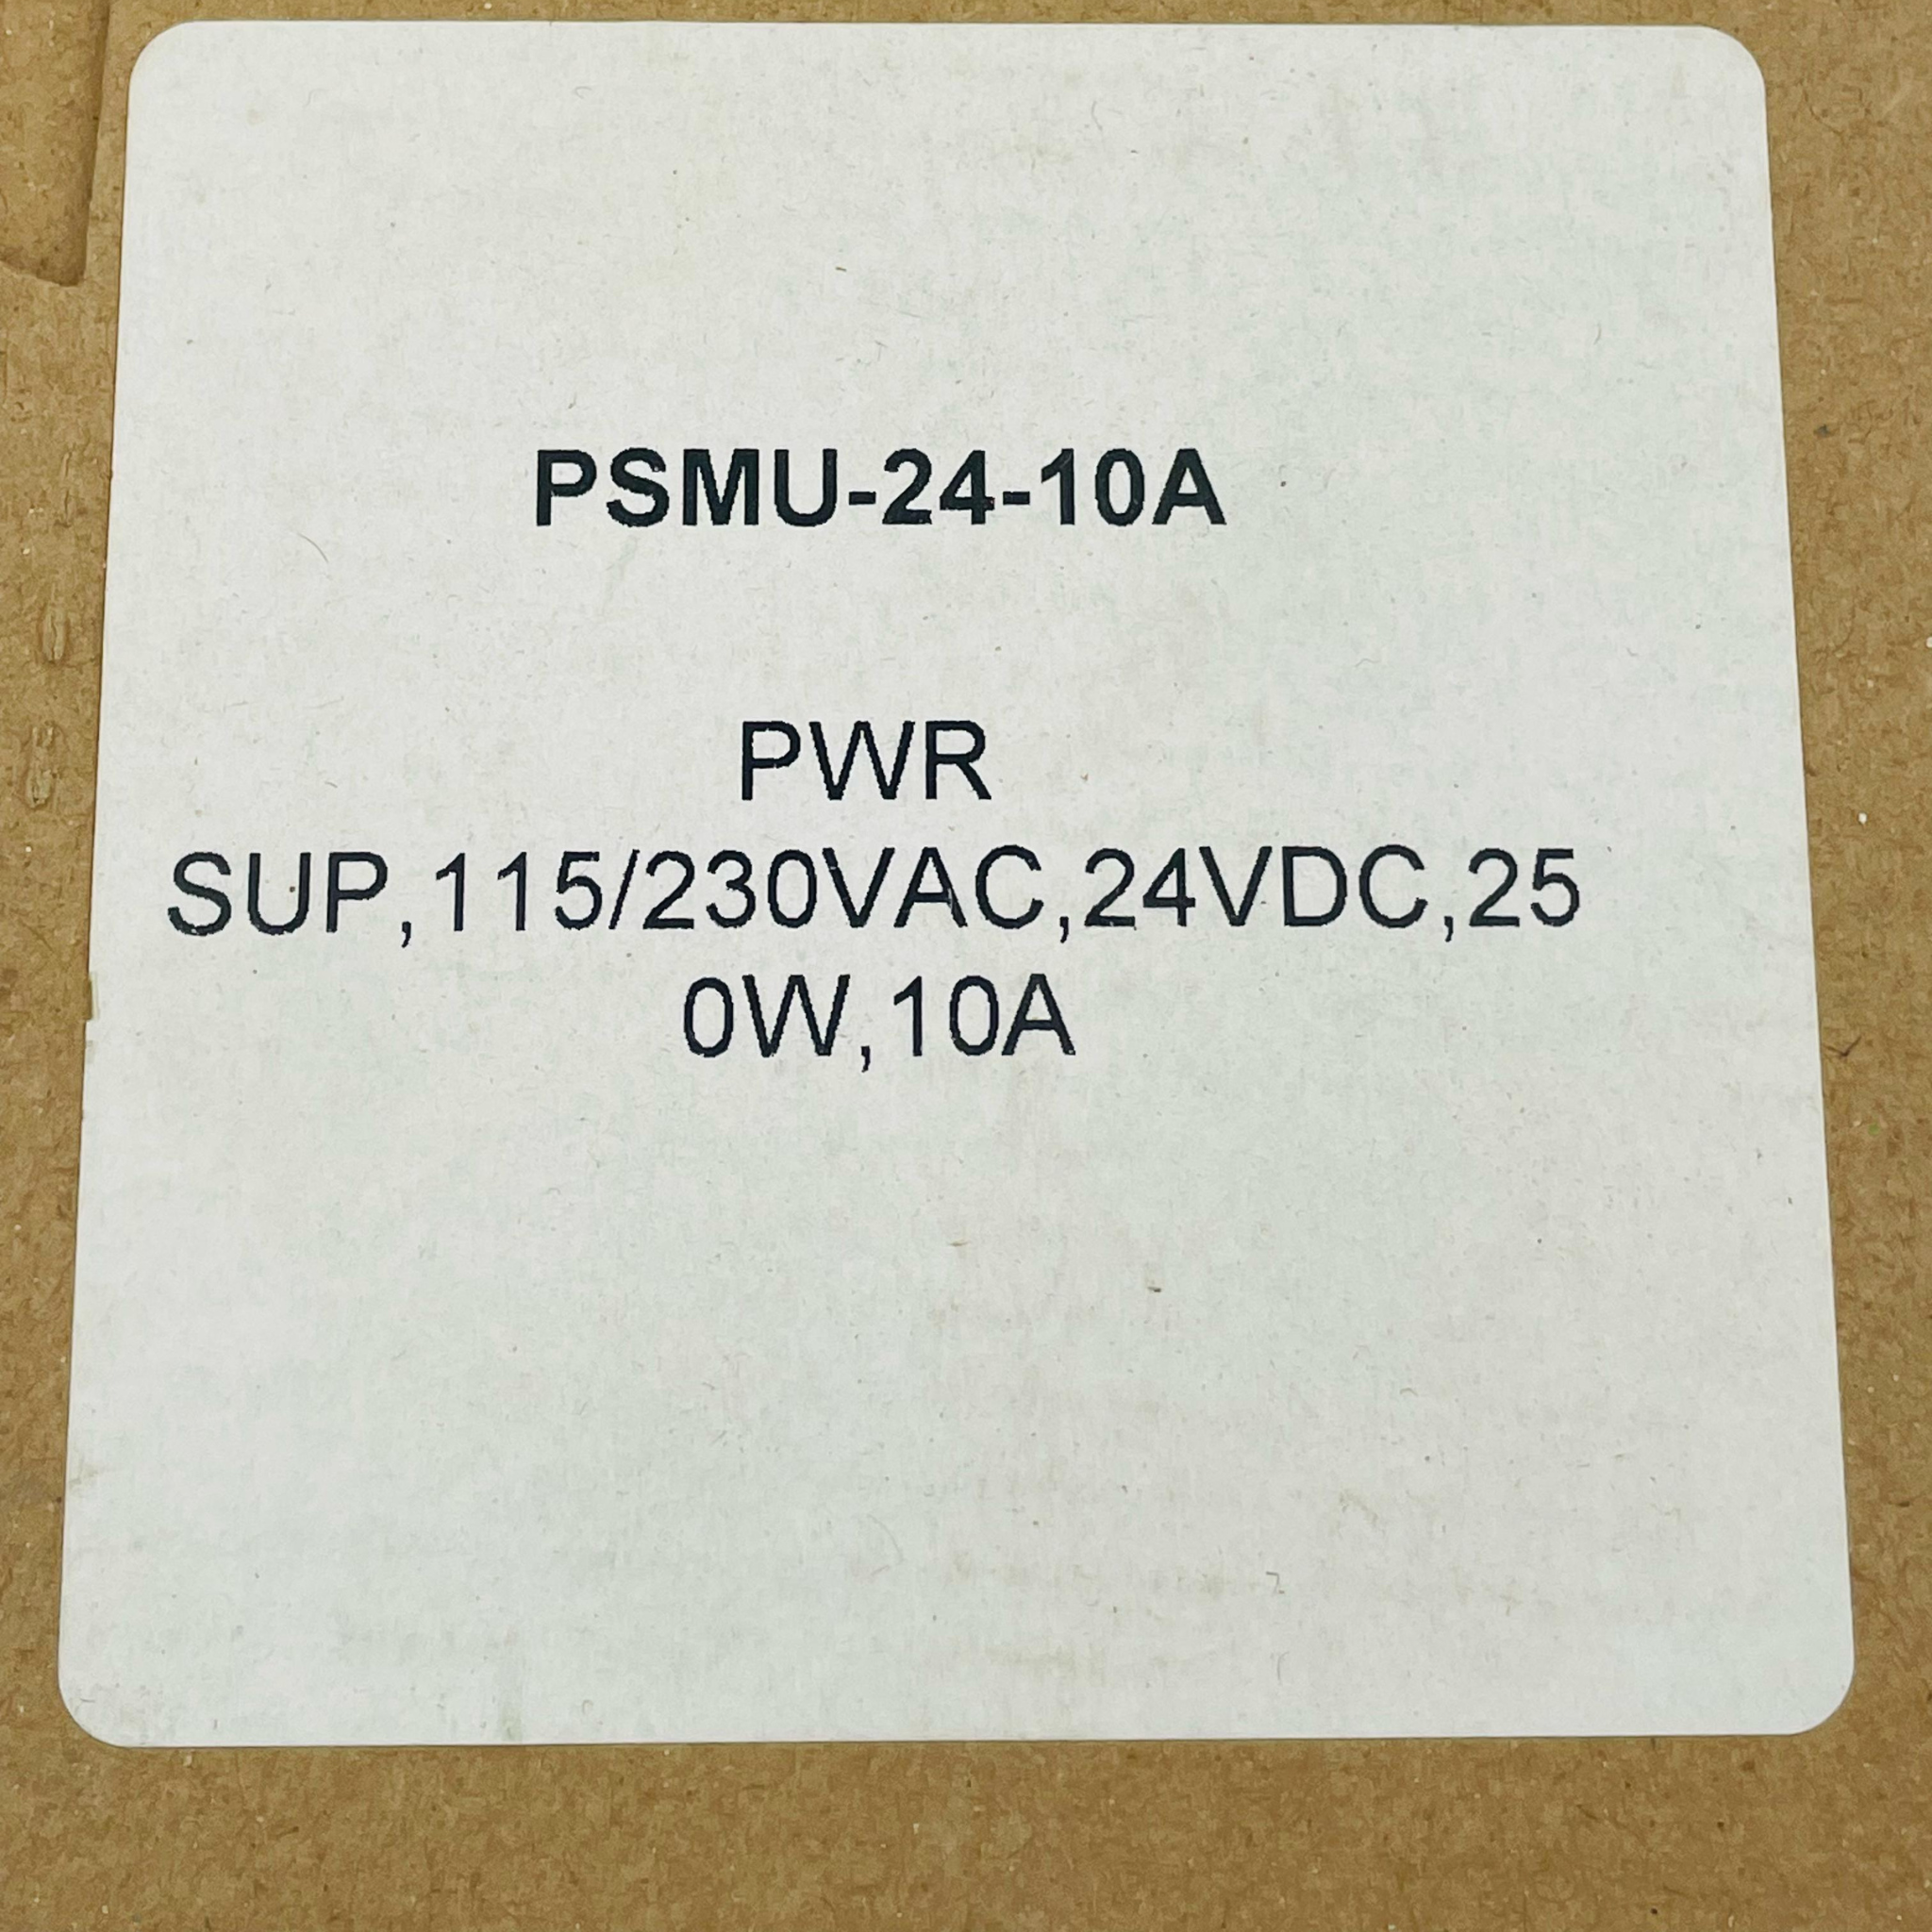 PSMU-24-10A
PWR
SUP,115/230VAC,24VDC,25
0W,10A